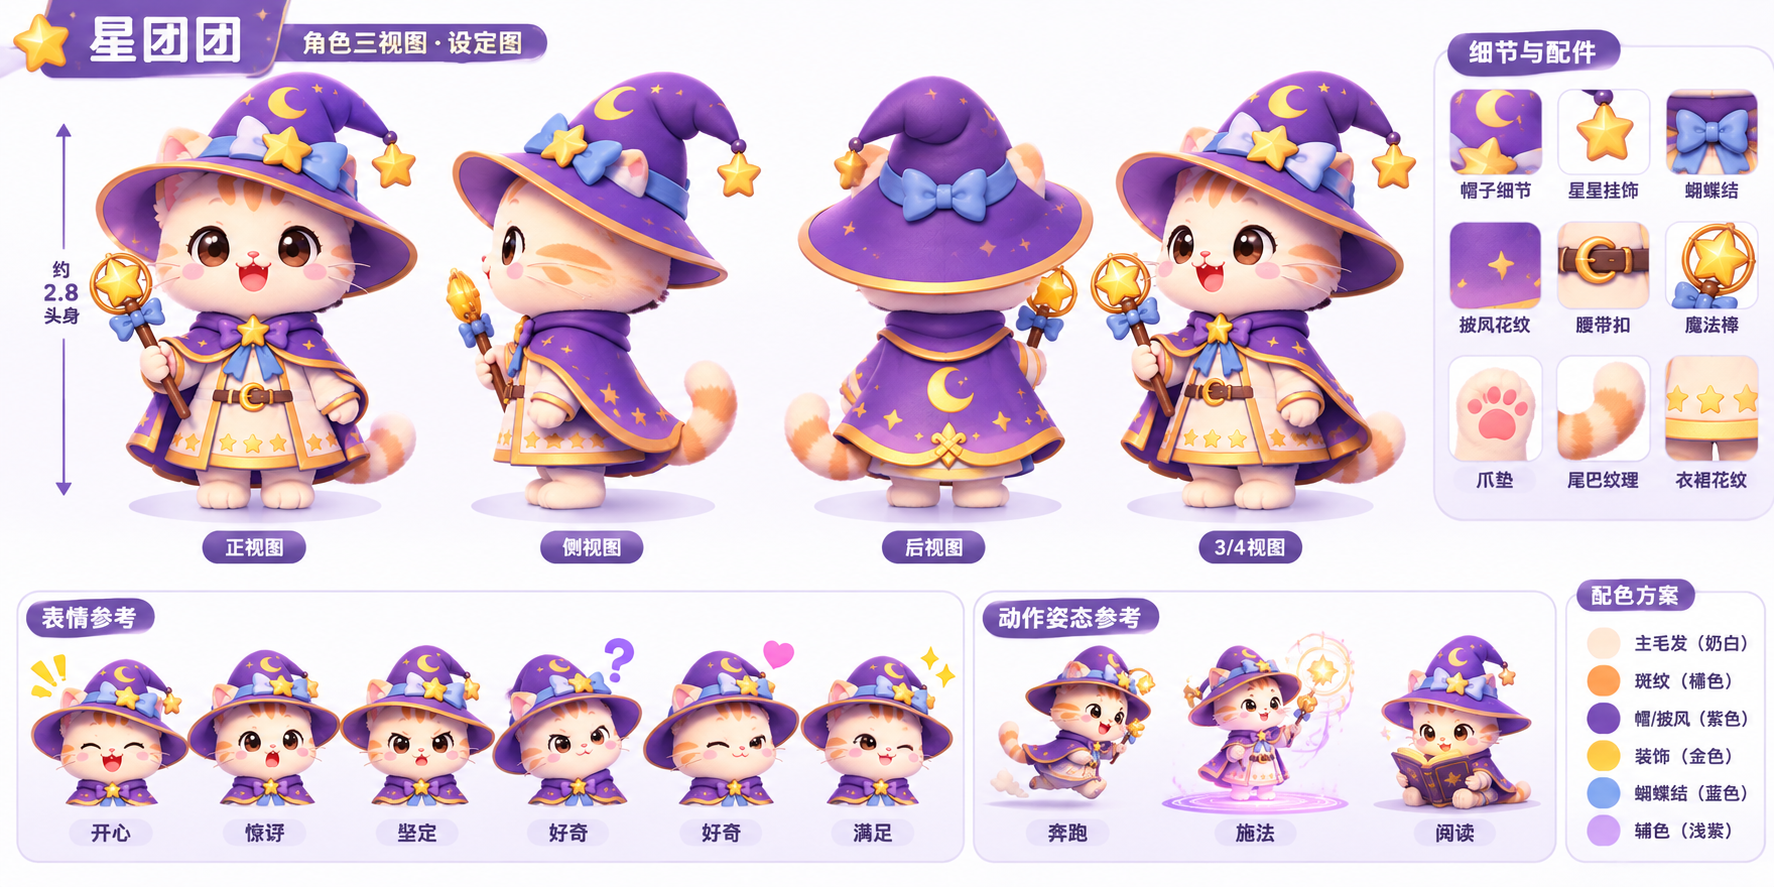 星团团
角色三视图·设定图
约
2.8
头身
正视图
侧视图
后视图
3/4视图
细节与配件
帽子细节
星星挂饰
蝴蝶结
披风花纹
腰带扣
魔法棒
爪垫
尾巴纹理
衣裙花纹
表情参考
?
开心
惊讶
坚定
好奇
好奇
满足
动作姿态参考
奔跑
施法
阅读
配色方案
主毛发（奶白）
斑纹（橘色）
帽/披风（紫色）
装饰（金色）
蝴蝶结（蓝色）
辅色（浅紫）